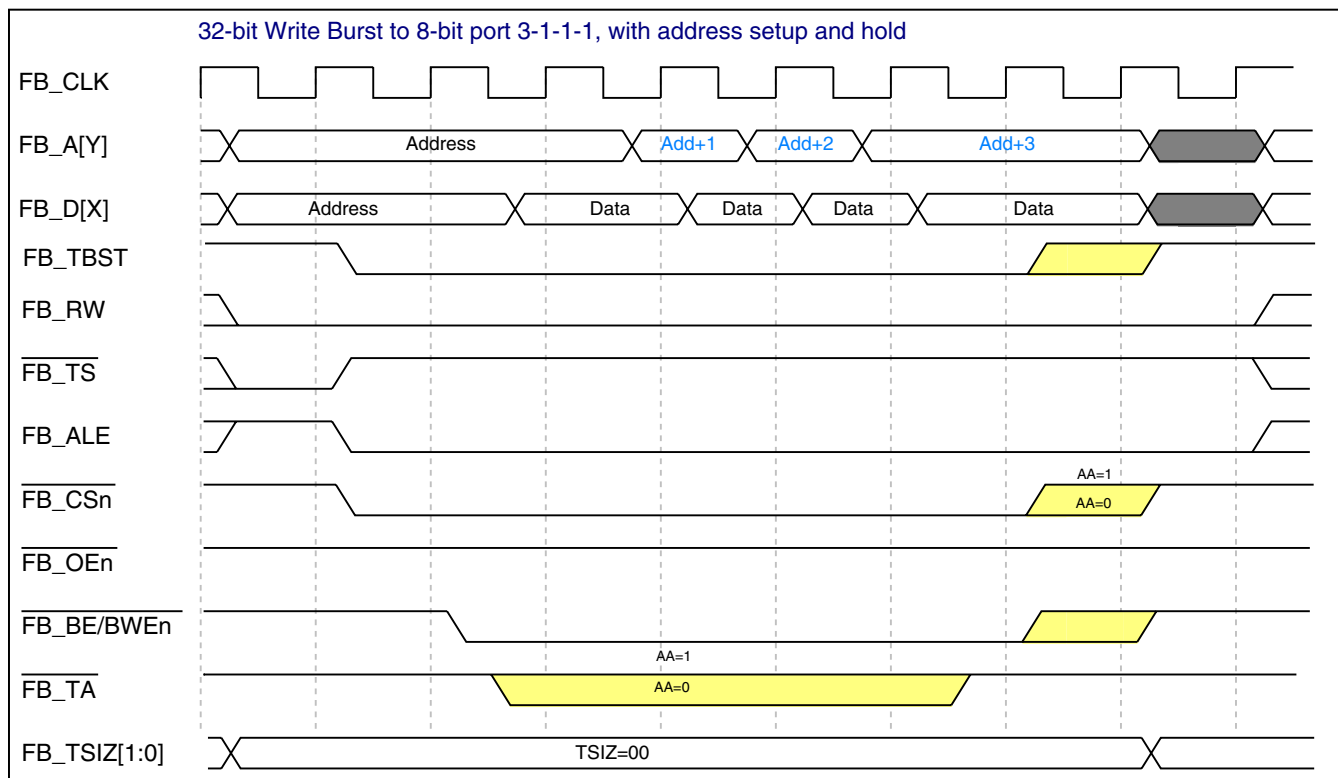 32-bit Write Burst to 8-bit port 3-1-1-1, with address setup and hold
FB_CLK
FB_A[Y] Address Add+1 Add+2 Add+3
FB_D[X] Address Data Data Data Data
FB_TBST
FB_RW
FB_TS
FB_ALE
AA=1
FB_CSn AA=0
FB_OEn
FB_BE/BWEn
AA=1
FB_TA AA=0
FB_TSIZ[1:0] TSIZ=00